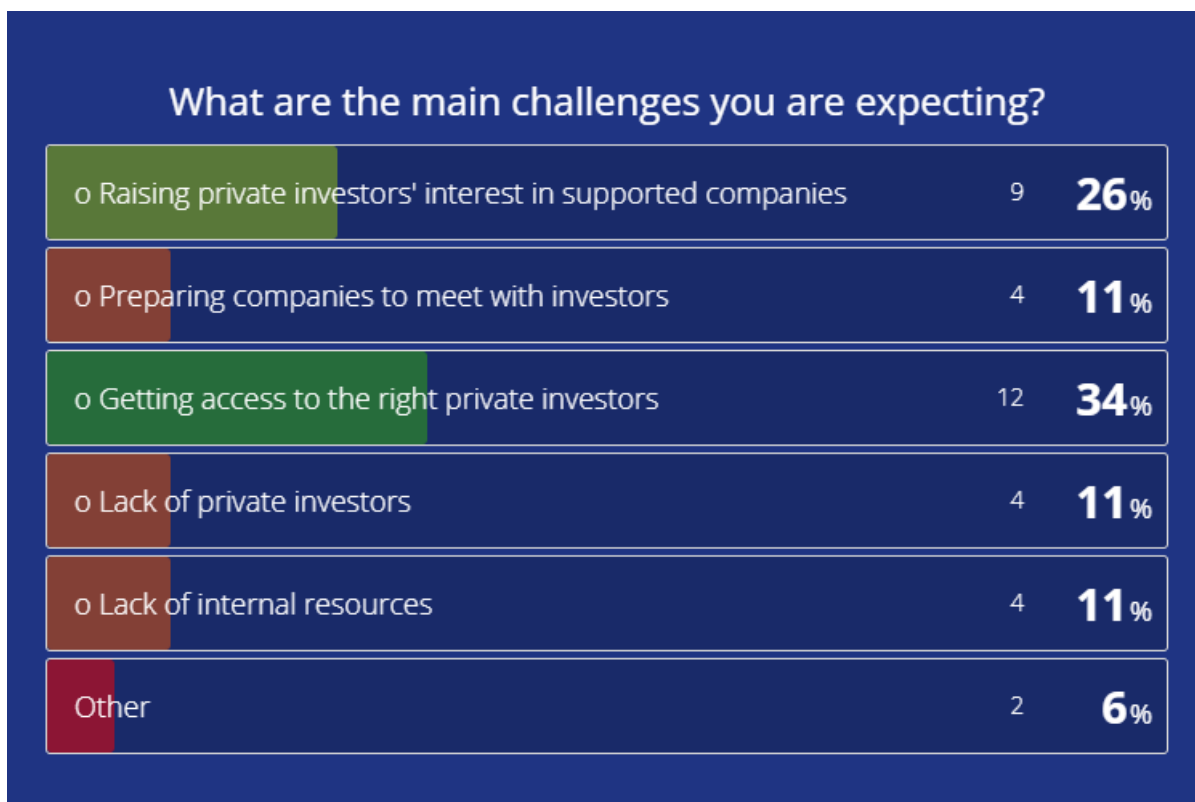 What are the main challenges you are expecting?
o Raising private investors' interest in supported companies 9 26%
o Preparing companies to meet with investors 4 11%
o Getting access to the right private investors 12 34%
o Lack of private investors 4 11%
o Lack of internal resources 4 11%
Other 2 6%